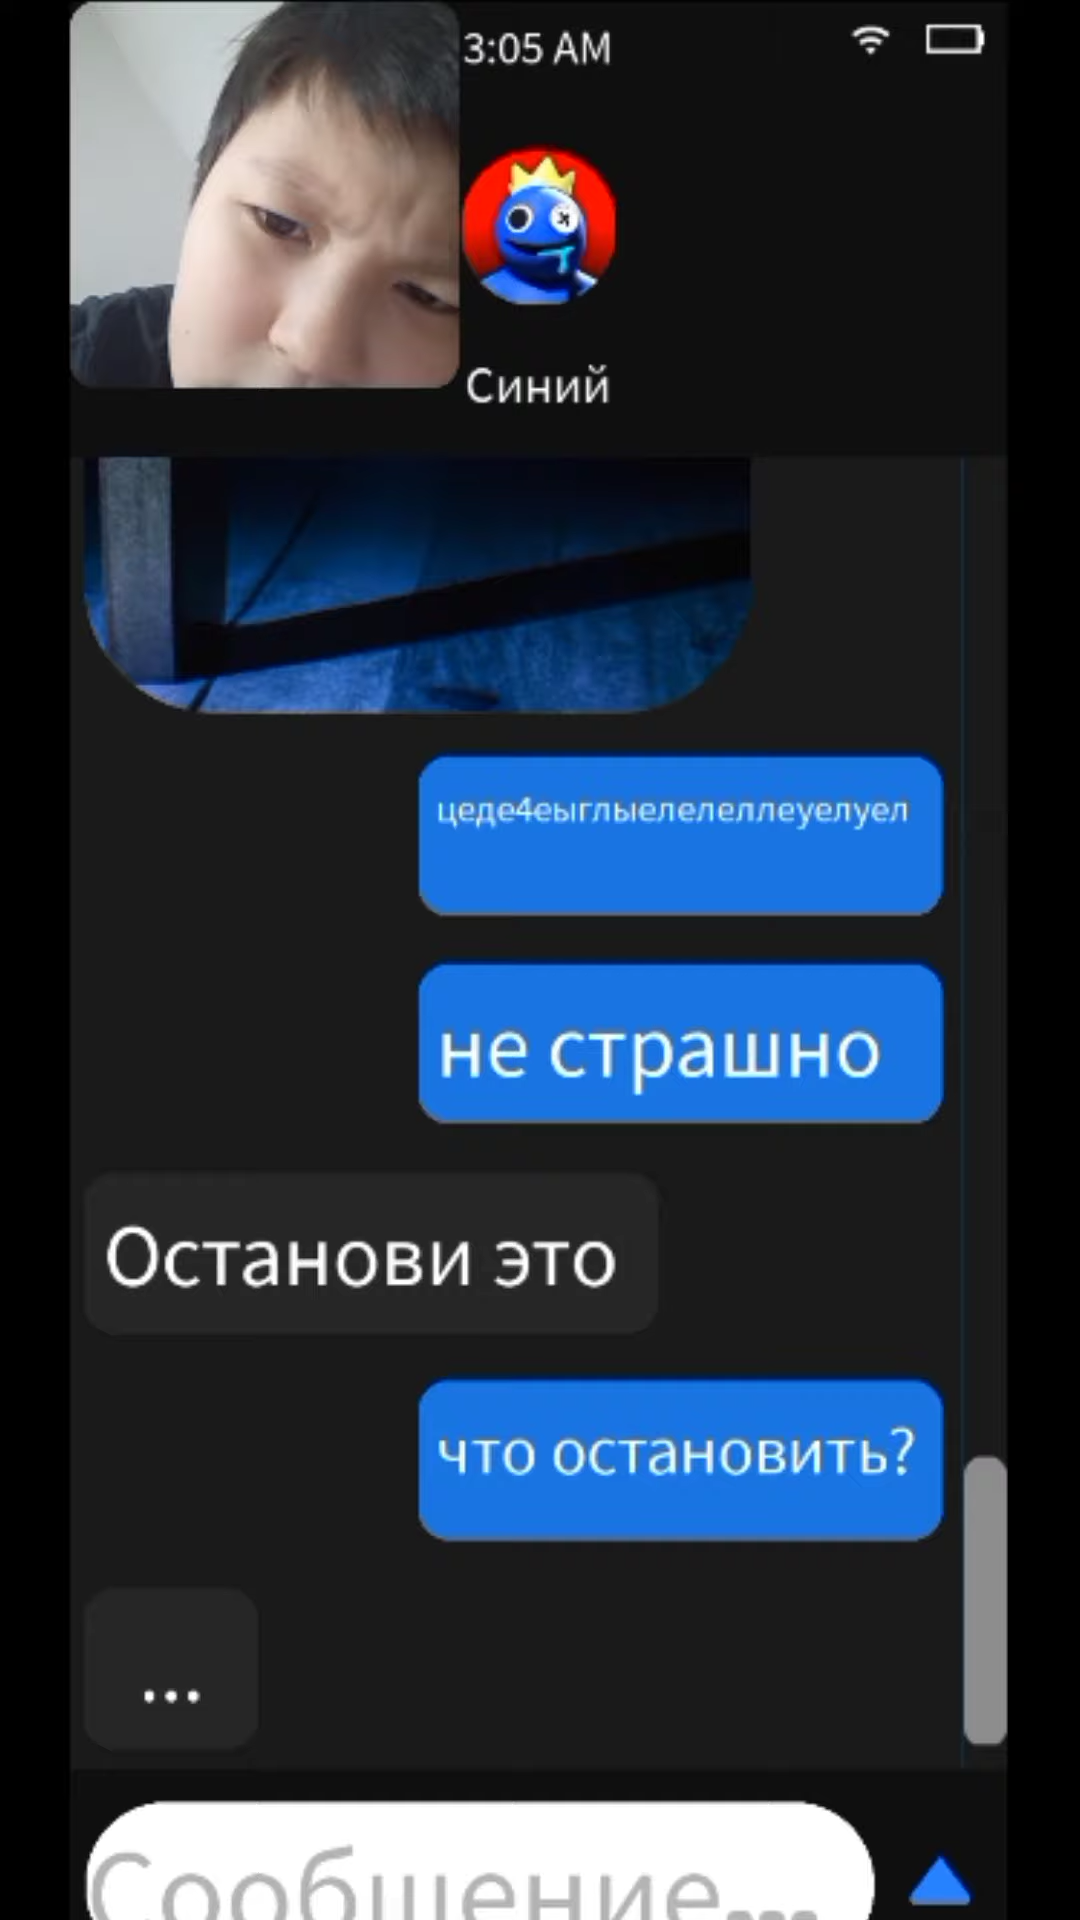 3:05 AM
Синий
цеде4еыглыелелеллеуелуел
не страшно
Останови это
что остановить?
...
Сообщение...